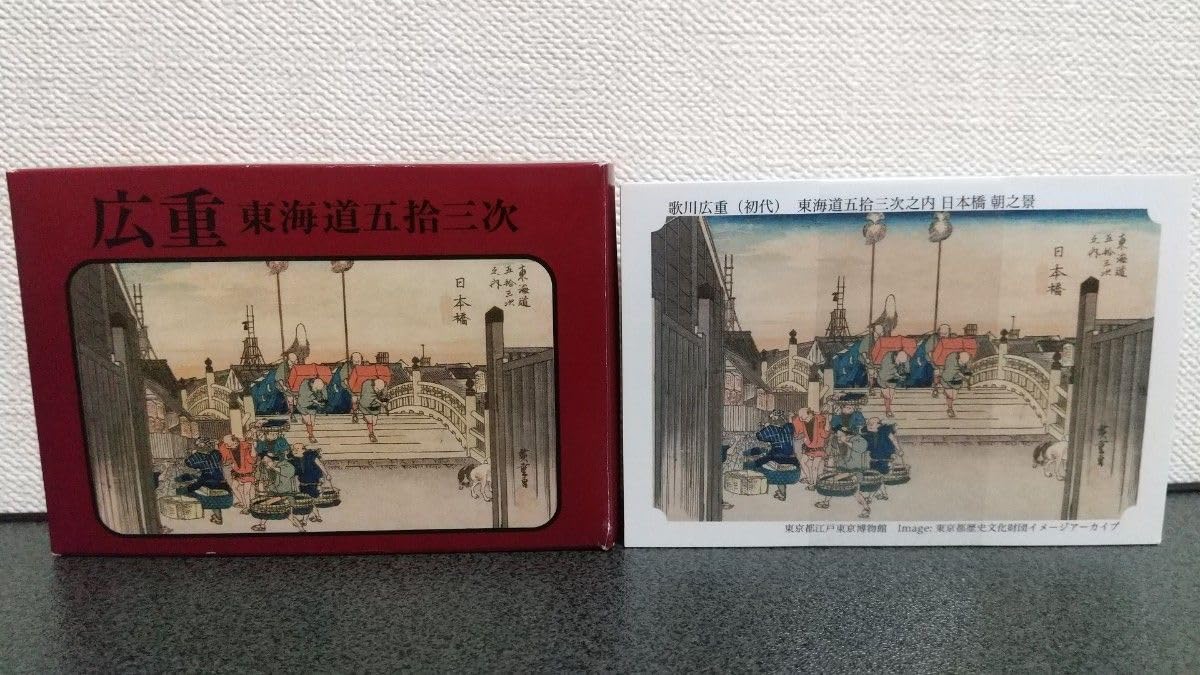 広重 東海道五拾三次
東海道
五拾三次
之内
日本橋
歌川広重(初代) 東海道五拾三次之内 日本橋 朝之景
東海道
五拾三次
之内
日本橋
東京都江戸東京博物館 Image: 東京都歴史文化財団イメージアーカイブ